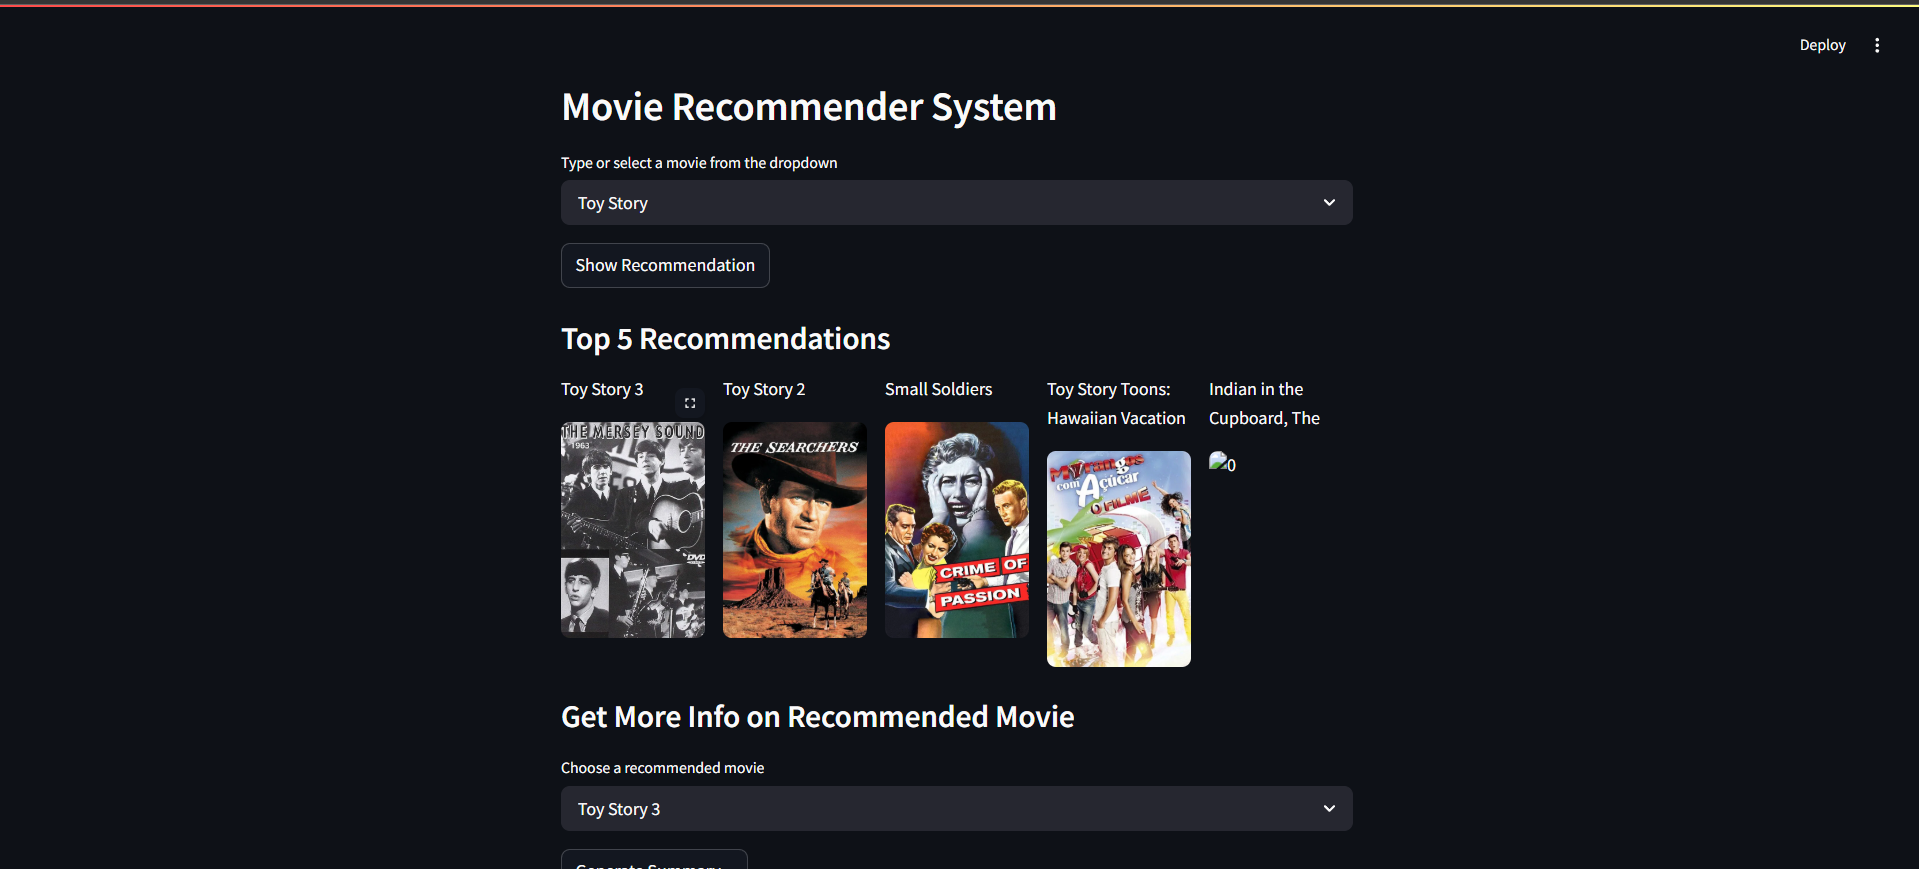 Deploy
Movie Recommender System
Type or select a movie from the dropdown
Toy Story
Show Recommendation
Top 5 Recommendations
Toy Story 3
Toy Story 2
Small Soldiers
Toy Story Toons:
Hawaiian Vacation
Indian in the
Cupboard, The
THE MERSEY SOUND
1963
DVD
THE SEARCHERS
CRIME OF
PASSION
Morangos
com Açúcar
O FILME
0
Get More Info on Recommended Movie
Choose a recommended movie
Toy Story 3
Generate Summary